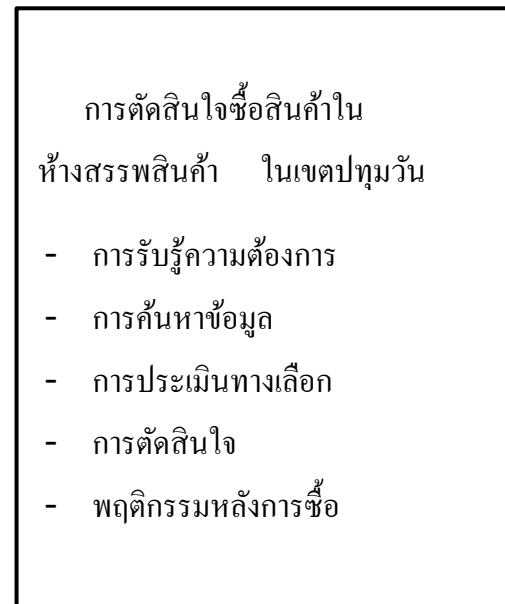 การตัดสินใจซื้อสินค้าใน
ห้างสรรพสินค้า ในเขตปทุมวัน
- การรับรู้ความต้องการ
- การค้นหาข้อมูล
- การประเมินทางเลือก
- การตัดสินใจ
- พฤติกรรมหลังการซื้อ